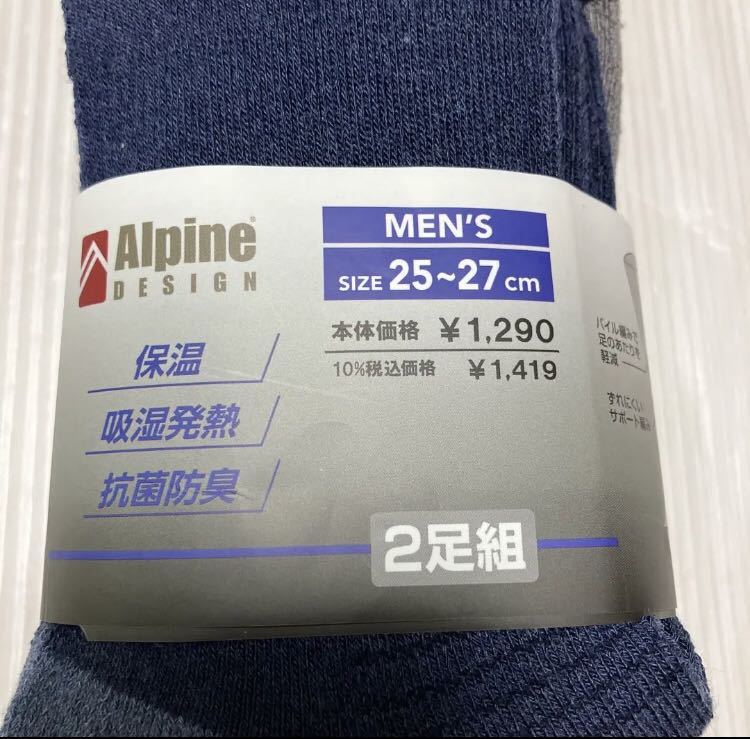 Alpine®
DESIGN
MEN'S
SIZE 25~27cm
本体価格 ￥1,290
10%税込価格 ￥1,419
保温
吸湿発熱
抗菌防臭
2足組
パイル編みで
足のあたりを
軽減
ずれにくい
サポート編み